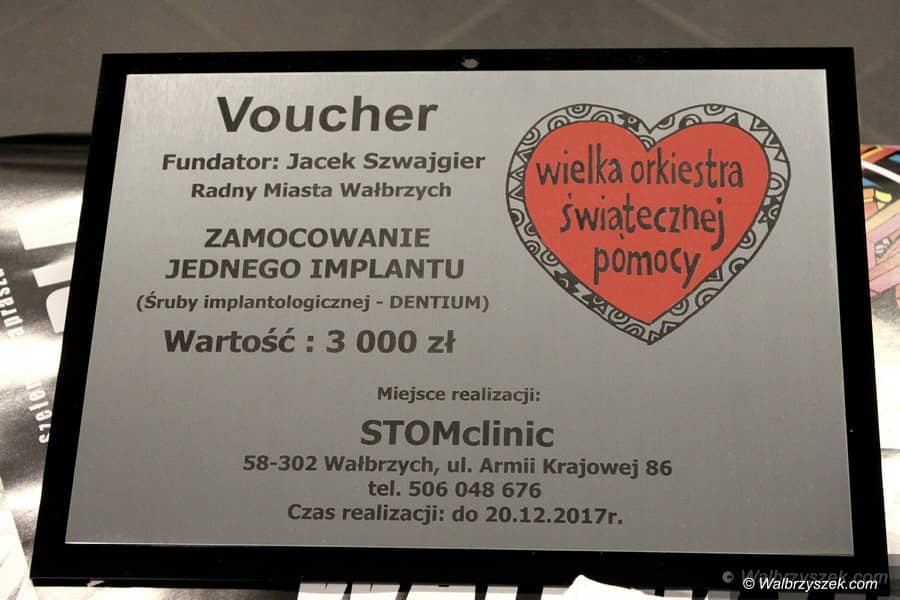 Voucher
Fundator: Jacek Szwajgier
Radny Miasta Wałbrzych
ZAMOCOWANIE
JEDNEGO IMPLANTU
(Śruby implantologicznej - DENTIUM)
Wartość : 3 000 zł
wielka orkiestra
świątecznej
pomocy
Miejsce realizacji:
STOMclinic
58-302 Wałbrzych, ul. Armii Krajowej 86
tel. 506 048 676
Czas realizacji: do 20.12.2017r.
© Walbrzyszek.com
© Walbrzyszek.com